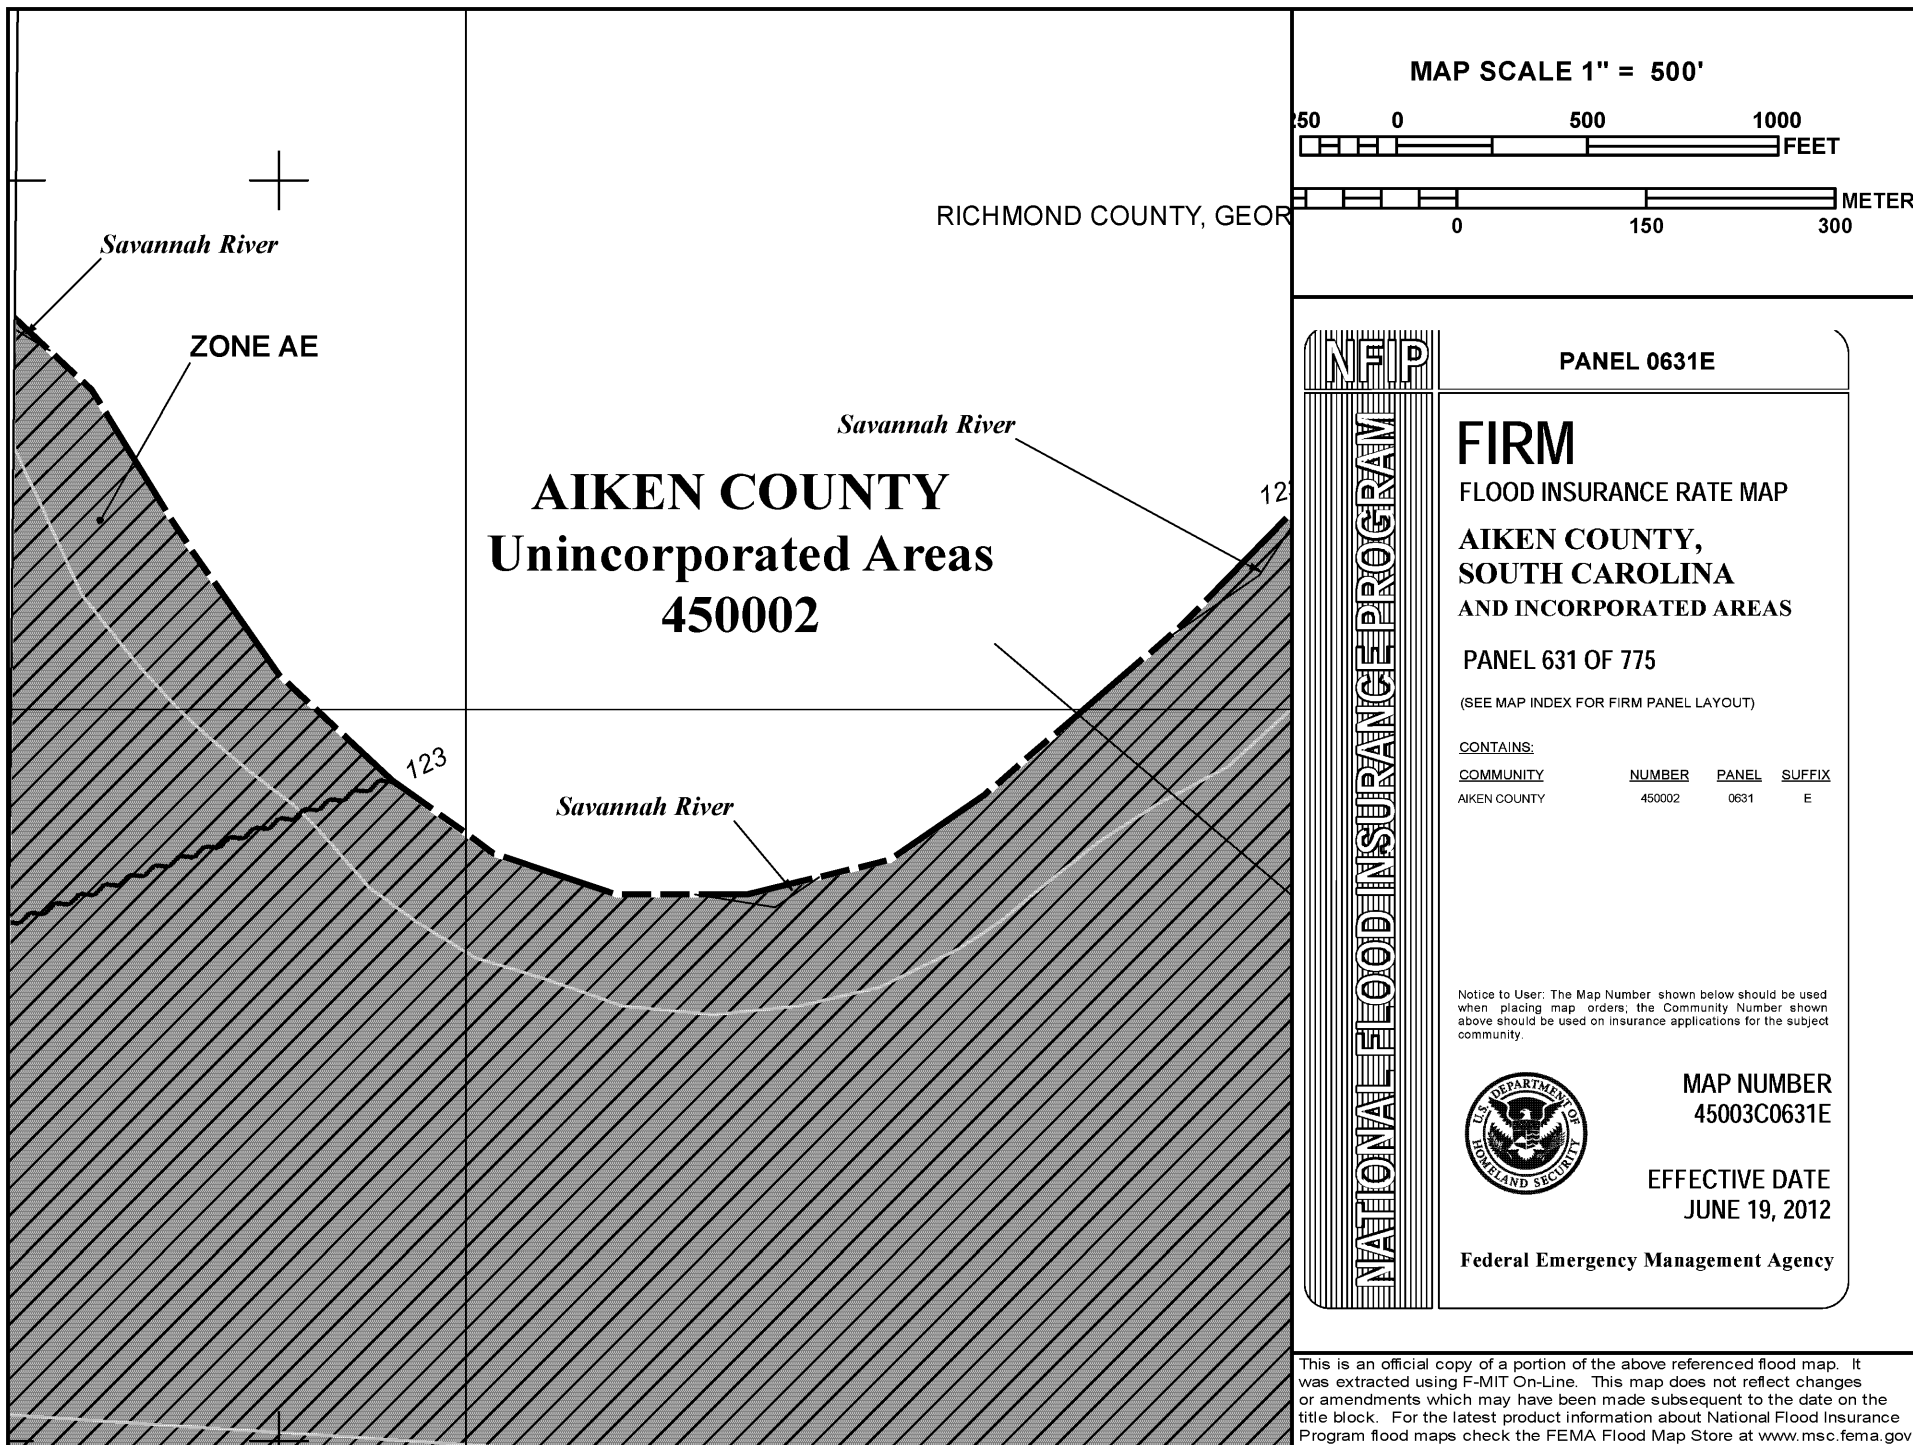 MAP SCALE 1" = 500'
250 0 500 1000
FEET
METER
0 150 300
RICHMOND COUNTY, GEOR
Savannah River
ZONE AE
Savannah River
AIKEN COUNTY
Unincorporated Areas
450002
123
Savannah River
NFIP
PANEL 0631E
NATIONAL FLOOD INSURANCE PROGRAM
FIRM
FLOOD INSURANCE RATE MAP
AIKEN COUNTY,
SOUTH CAROLINA
AND INCORPORATED AREAS
PANEL 631 OF 775
(SEE MAP INDEX FOR FIRM PANEL LAYOUT)
CONTAINS:
COMMUNITY NUMBER PANEL SUFFIX
AIKEN COUNTY 450002 0631 E
Notice to User: The Map Number shown below should be used
when placing map orders; the Community Number shown
above should be used on insurance applications for the subject
community.
U.S. DEPARTMENT OF HOMELAND SECURITY
MAP NUMBER
45003C0631E
EFFECTIVE DATE
JUNE 19, 2012
Federal Emergency Management Agency
This is an official copy of a portion of the above referenced flood map. It
was extracted using F-MIT On-Line. This map does not reflect changes
or amendments which may have been made subsequent to the date on the
title block. For the latest product information about National Flood Insurance
Program flood maps check the FEMA Flood Map Store at www.msc.fema.gov